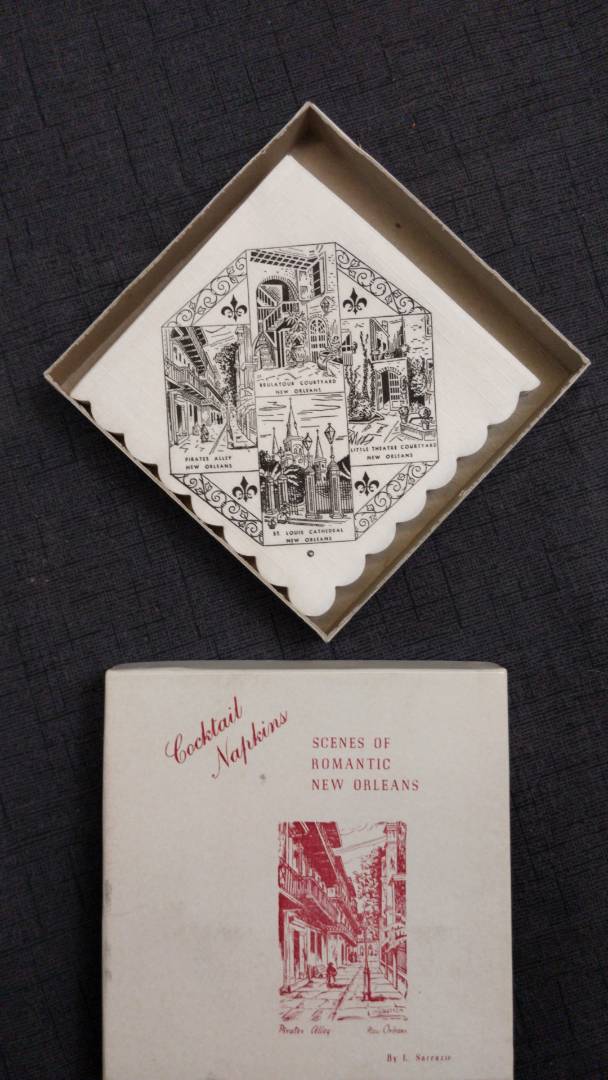 BRULATOUR COURTYARD
NEW ORLEANS
PIRATES ALLEY
NEW ORLEANS
LITTLE THEATRE COURTYARD
NEW ORLEANS
ST. LOUIS CATHEDRAL
NEW ORLEANS
Cocktail
Napkins
SCENES OF
ROMANTIC
NEW ORLEANS
Pirates Alley New Orleans
By L. Sarrazin